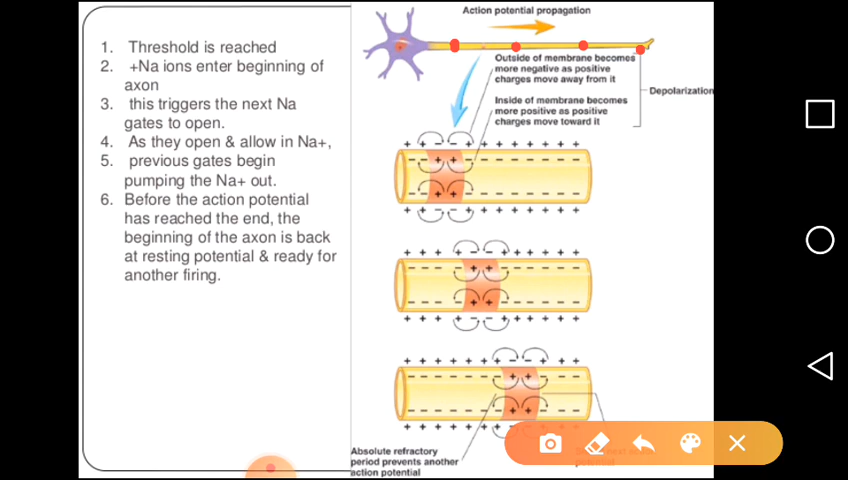 1. Threshold is reached
2. +Na ions enter beginning of
axon
3. this triggers the next Na
gates to open.
4. As they open & allow in Na+,
5. previous gates begin
pumping the Na+ out.
6. Before the action potential
has reached the end, the
beginning of the axon is back
at resting potential & ready for
another firing.
Action potential propagation
Outside of membrane becomes
more negative as positive
charges move away from it
Inside of membrane becomes
more positive as positive
charges move toward it
Depolarization
Absolute refractory
period prevents another
action potential